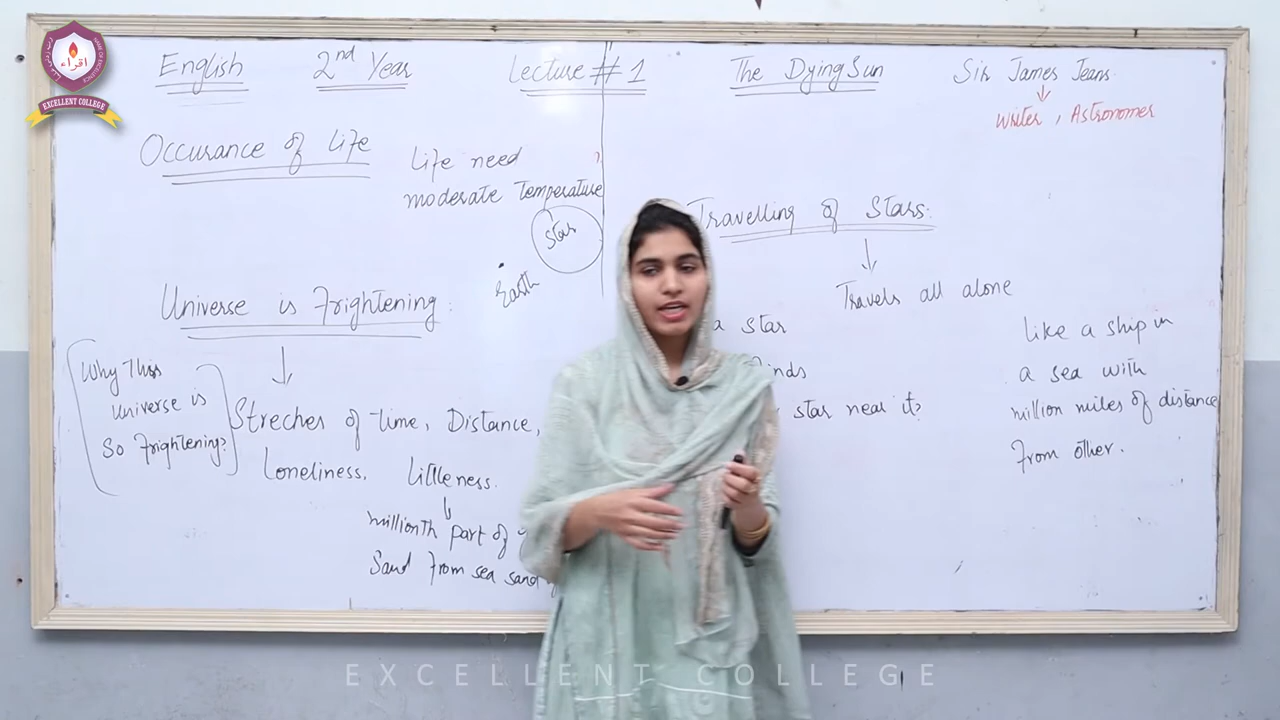 English 2nd Year Lecture # 1 The Dying Sun Sir James Jeans
Writer, Astronomer
Occurance of Life
Life need
moderate Temperature
Star
Earth
Universe is Frightening:
Why This
Universe is
So Frightening?
Streches of time, Distance,
Loneliness. Littleness.
millionth part of
Sand from sea sand
Travelling of Stars:
Travels all alone
a star
finds
star near it?
like a ship in
a sea with
million miles of distance
from other.
اقراء
EXCELLENT COLLEGE
EXCELLENT COLLEGE